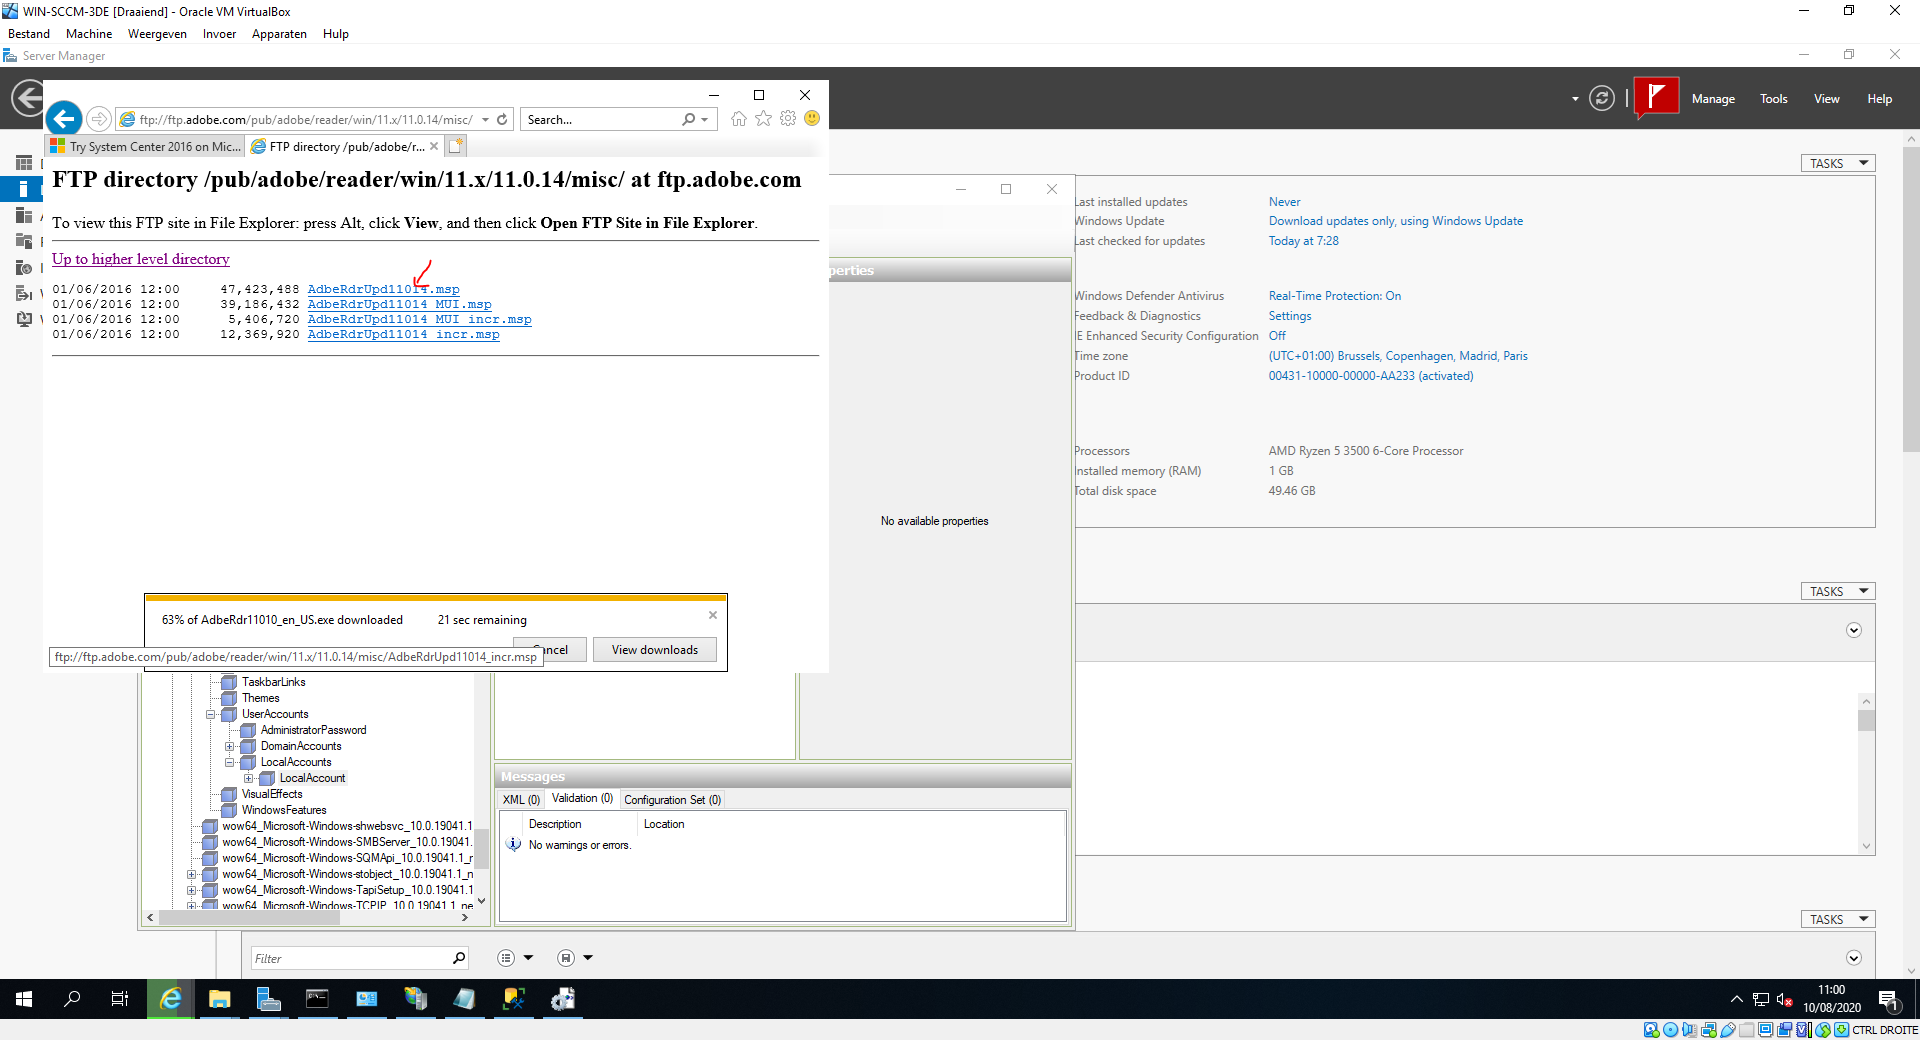 WIN-SCCM-3DE [Draaiend] - Oracle VM VirtualBox
Bestand Machine Weergeven Invoer Apparaten Hulp
Server Manager
Manage Tools View Help
ftp://ftp.adobe.com/pub/adobe/reader/win/11.x/11.0.14/misc/
Search...
Try System Center 2016 on Mic...
FTP directory /pub/adobe/r...
FTP directory /pub/adobe/reader/win/11.x/11.0.14/misc/ at ftp.adobe.com
To view this FTP site in File Explorer: press Alt, click View, and then click Open FTP Site in File Explorer.
Up to higher level directory
01/06/2016 12:00 47,423,488 AdbeRdrUpd11014.msp
01/06/2016 12:00 39,186,432 AdbeRdrUpd11014_MUI.msp
01/06/2016 12:00 5,406,720 AdbeRdrUpd11014_MUI_incr.msp
01/06/2016 12:00 12,369,920 AdbeRdrUpd11014_incr.msp
63% of AdbeRdr11010_en_US.exe downloaded 21 sec remaining
View downloads
ftp://ftp.adobe.com/pub/adobe/reader/win/11.x/11.0.14/misc/AdbeRdrUpd11014_incr.msp
TASKS
Last installed updates Never
Windows Update Download updates only, using Windows Update
Last checked for updates Today at 7:28
Windows Defender Antivirus Real-Time Protection: On
Feedback & Diagnostics Settings
IE Enhanced Security Configuration Off
Time zone (UTC+01:00) Brussels, Copenhagen, Madrid, Paris
Product ID 00431-10000-00000-AA233 (activated)
Processors AMD Ryzen 5 3500 6-Core Processor
Installed memory (RAM) 1 GB
Total disk space 49.46 GB
No available properties
TASKS
TaskbarLinks
Themes
UserAccounts
AdministratorPassword
DomainAccounts
LocalAccounts
LocalAccount
VisualEffects
WindowsFeatures
wow64_Microsoft-Windows-shwebsvc_10.0.19041.1
wow64_Microsoft-Windows-SMBServer_10.0.19041.
wow64_Microsoft-Windows-SQMApi_10.0.19041.1_n
wow64_Microsoft-Windows-stobject_10.0.19041.1_n
wow64_Microsoft-Windows-TapiSetup_10.0.19041.1
wow64_Microsoft-Windows-TCPIP_10.0.19041.1_ne
Messages
XML (0) Validation (0) Configuration Set (0)
Description Location
No warnings or errors.
TASKS
Filter
11:00
10/08/2020
1
CTRL DROITE